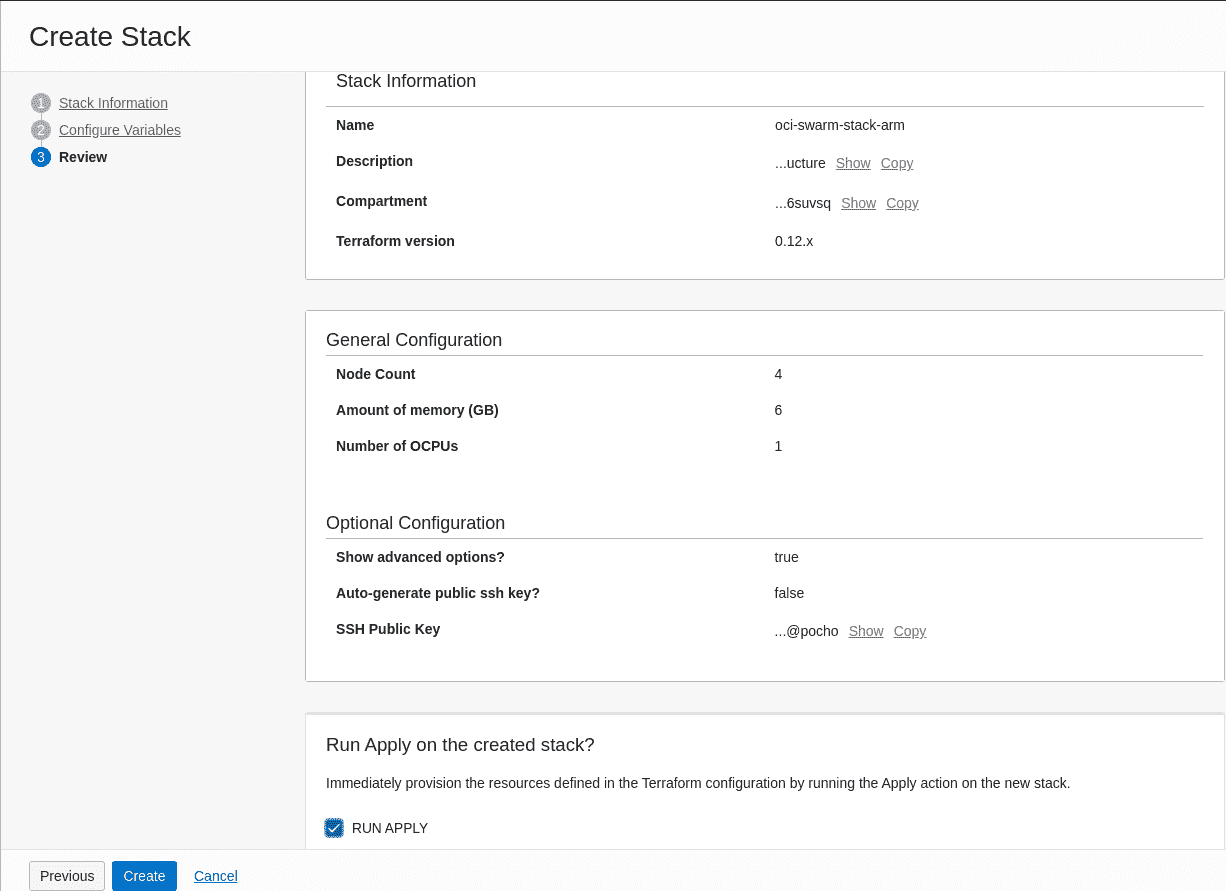 Create Stack
1 Stack Information
2 Configure Variables
3 Review
Stack Information
Name oci-swarm-stack-arm
Description ...ucture Show Copy
Compartment ...6suvsq Show Copy
Terraform version 0.12.x
General Configuration
Node Count 4
Amount of memory (GB) 6
Number of OCPUs 1
Optional Configuration
Show advanced options? true
Auto-generate public ssh key? false
SSH Public Key ...@pocho Show Copy
Run Apply on the created stack?
Immediately provision the resources defined in the Terraform configuration by running the Apply action on the new stack.
RUN APPLY
Previous Create Cancel